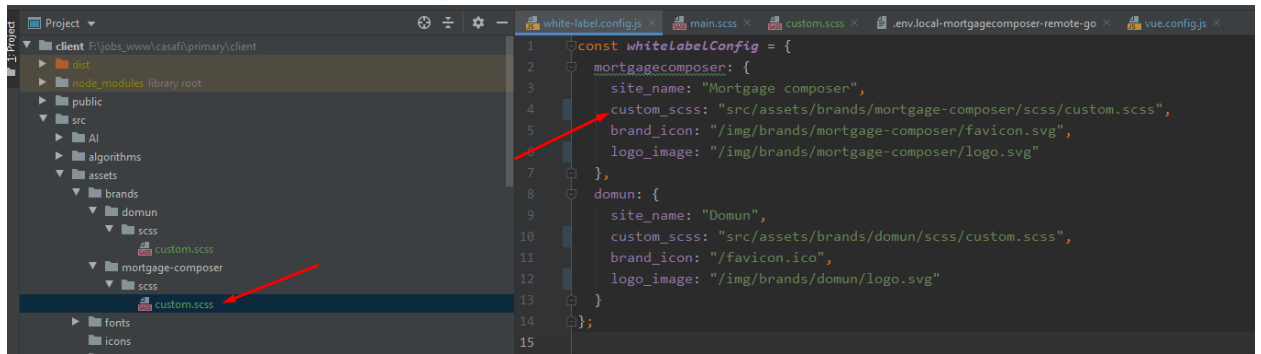 1: Project
Project
client F:\jobs_www\casafi\primary\client
dist
node_modules library root
public
src
AI
algorithms
assets
brands
domun
scss
custom.scss
mortgage-composer
scss
custom.scss
fonts
icons
white-label.config.js main.scss custom.scss .env.local-mortgagecomposer-remote-go vue.config.js
1 const whitelabelConfig = {
2 mortgagecomposer: {
3 site_name: "Mortgage composer",
4 custom_scss: "src/assets/brands/mortgage-composer/scss/custom.scss",
5 brand_icon: "/img/brands/mortgage-composer/favicon.svg",
6 logo_image: "/img/brands/mortgage-composer/logo.svg"
7 },
8 domun: {
9 site_name: "Domun",
10 custom_scss: "src/assets/brands/domun/scss/custom.scss",
11 brand_icon: "/favicon.ico",
12 logo_image: "/img/brands/domun/logo.svg"
13 }
14 };
15